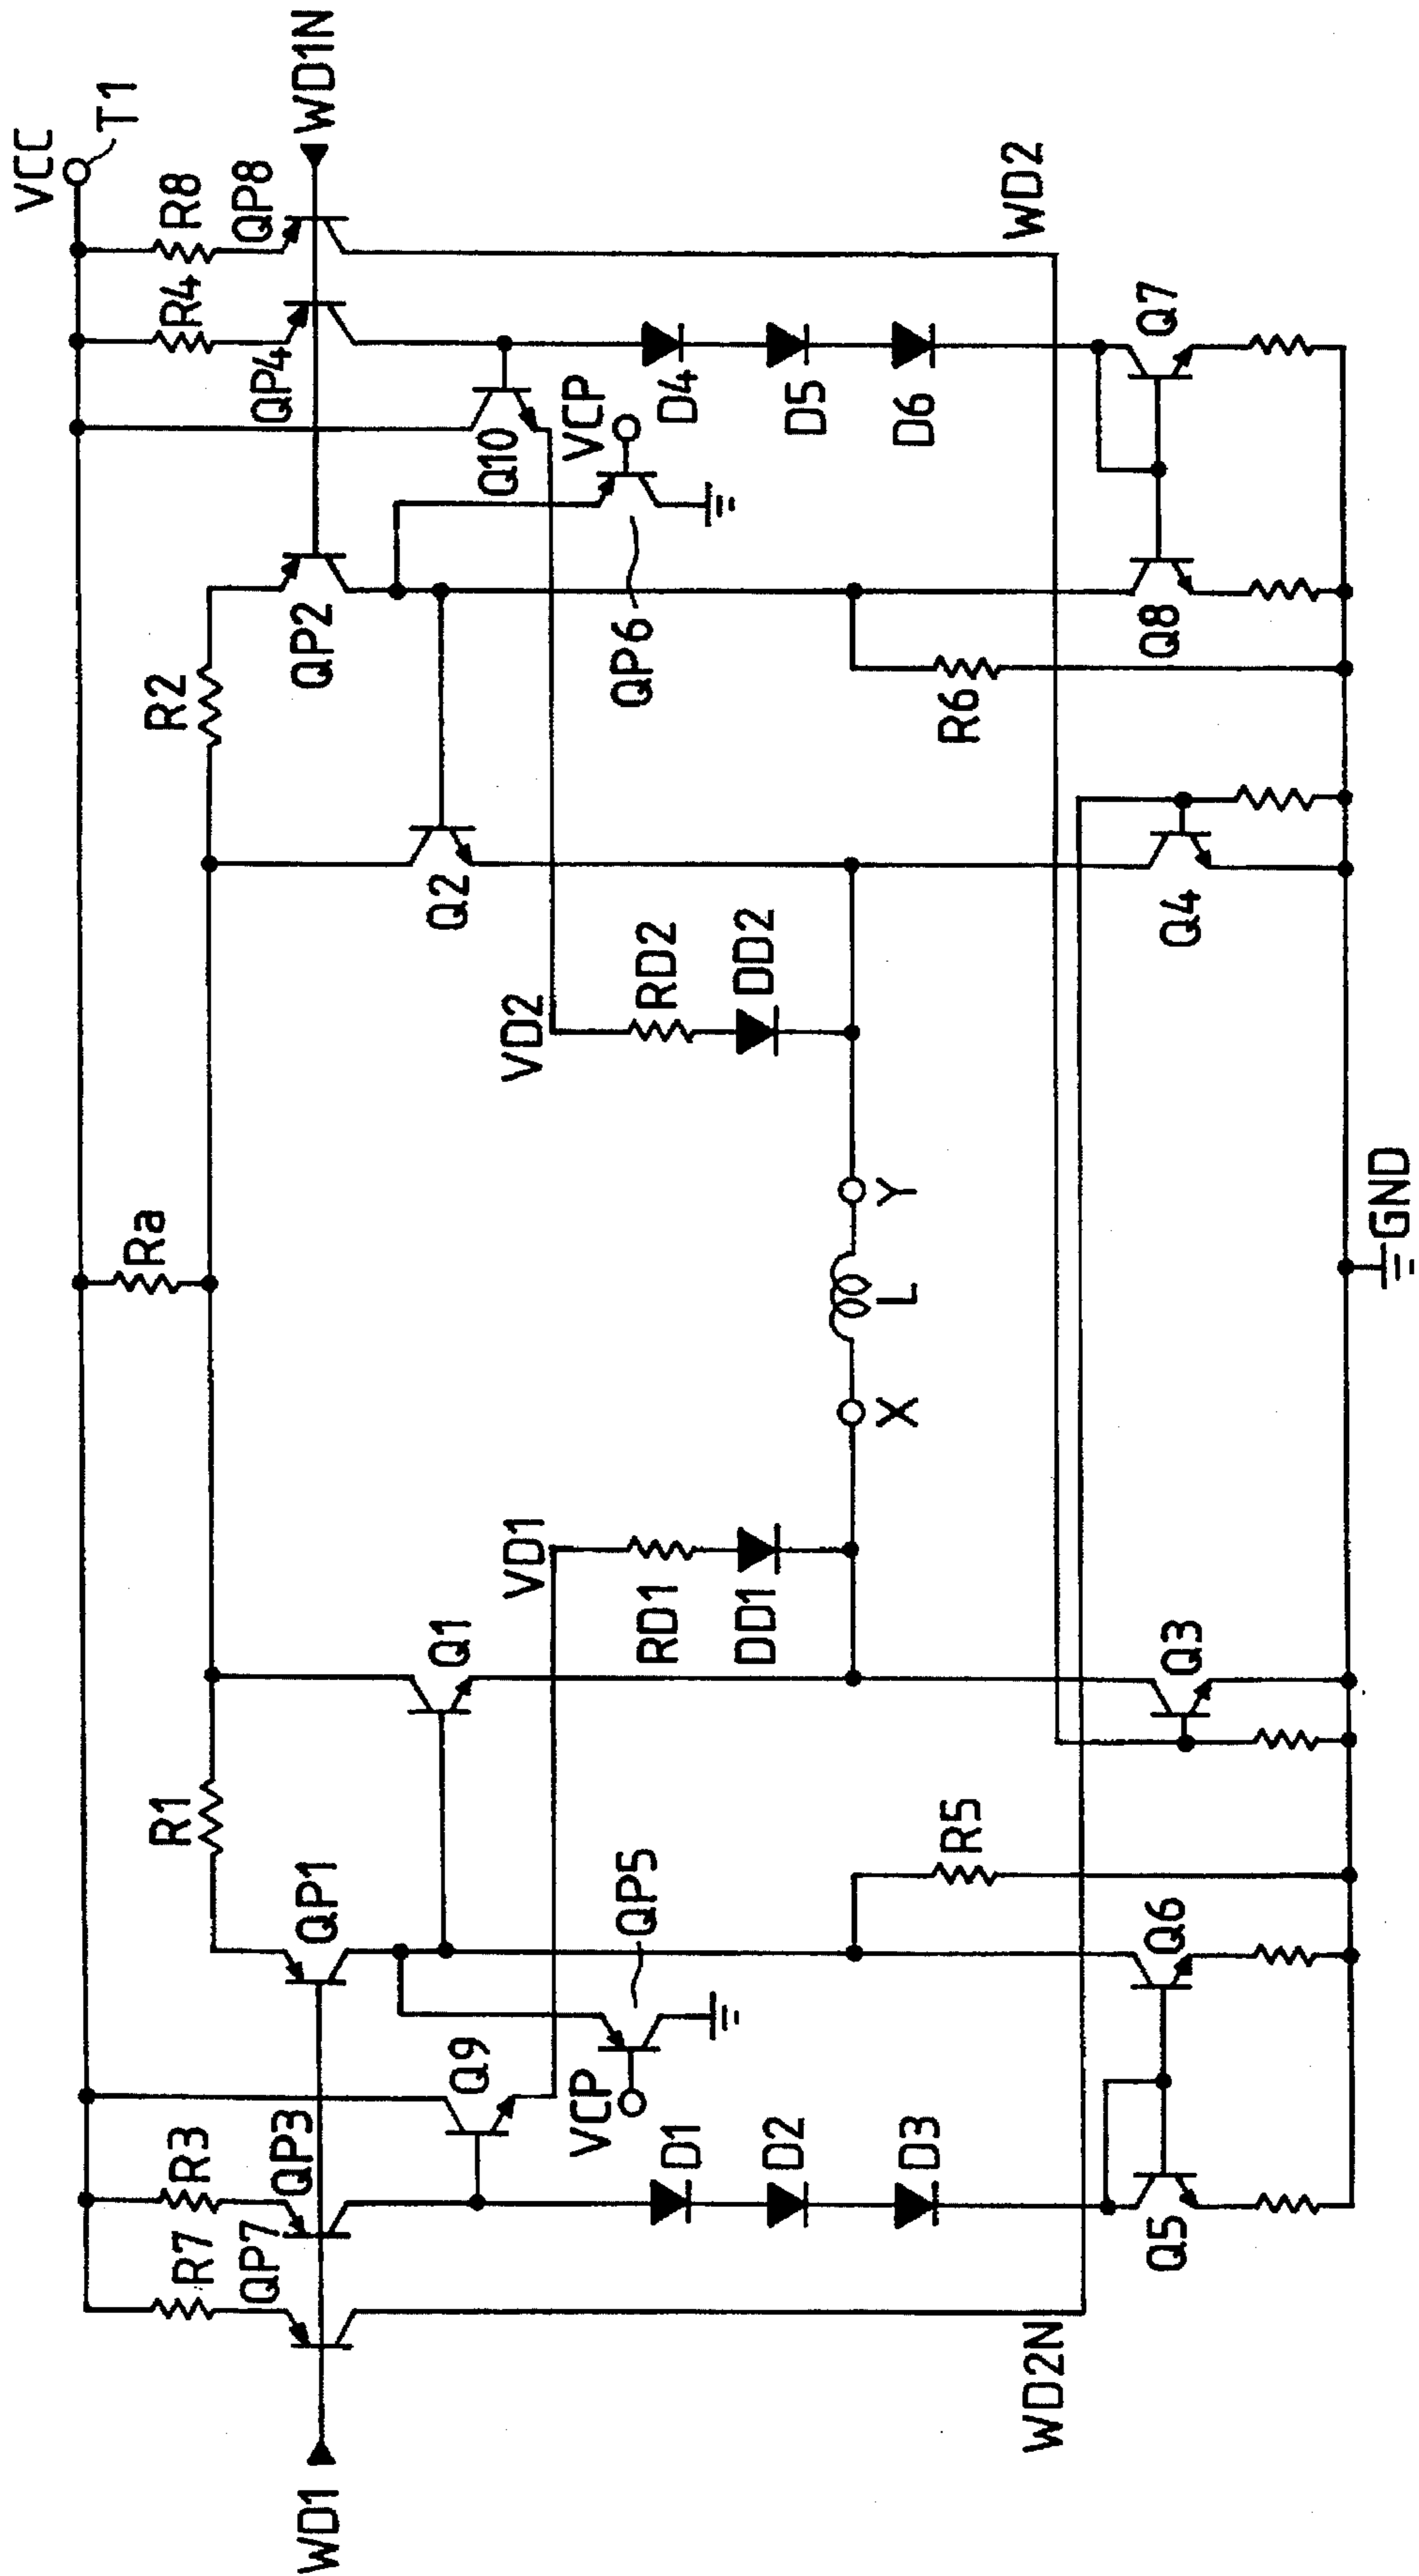 VCC
T1
Ra
R1
R2
R7
R3
R4
R8
WD1
QP7
QP3
QP1
QP2
QP4
QP8
WD1N
Q9
Q1
Q2
Q10
VCP
QP5
VD1
VD2
QP6
VCP
D1
RD1
RD2
D4
D2
DD1
DD2
D5
D3
X
L
Y
D6
R5
R6
WD2N
WD2
Q5
Q6
Q3
Q4
Q8
Q7
GND